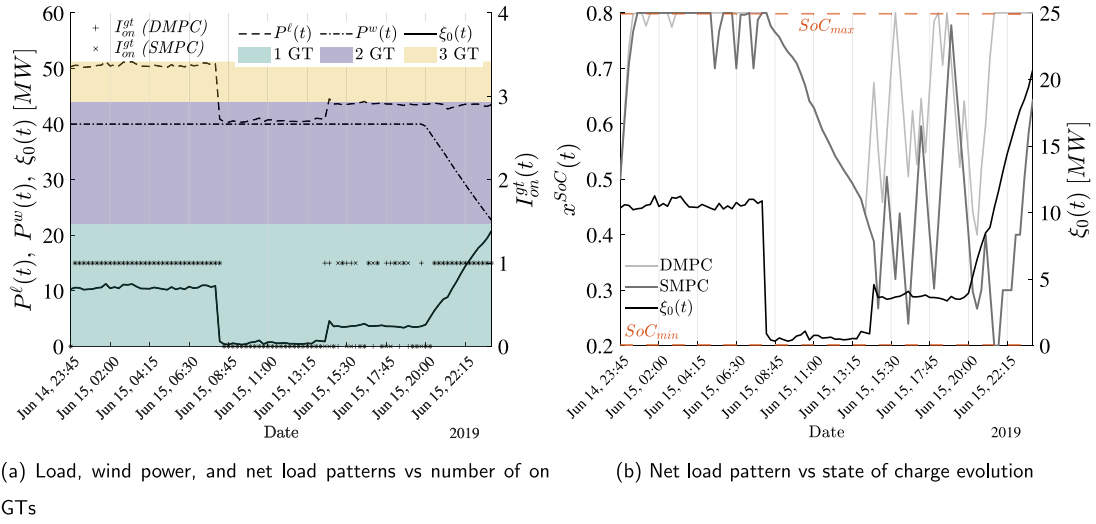 I_on^gt (DMPC)
I_on^gt (SMPC)
P^ℓ(t)
P^w(t)
ξ₀(t)
1 GT
2 GT
3 GT
P^ℓ(t), P^w(t), ξ₀(t) [MW]
60
50
40
30
20
10
0
4
3
2
1
0
I_on^gt(t)
Jun 14, 23:45
Jun 15, 02:00
Jun 15, 04:15
Jun 15, 06:30
Jun 15, 08:45
Jun 15, 11:00
Jun 15, 13:15
Jun 15, 15:30
Jun 15, 17:45
Jun 15, 20:00
Jun 15, 22:15
Date
2019
(a) Load, wind power, and net load patterns vs number of on
GTs
SoC_max
x^SoC(t)
0.8
0.7
0.6
0.5
0.4
0.3
0.2
DMPC
SMPC
ξ₀(t)
SoC_min
25
20
15
10
5
0
ξ₀(t) [MW]
Jun 14, 23:45
Jun 15, 02:00
Jun 15, 04:15
Jun 15, 06:30
Jun 15, 08:45
Jun 15, 11:00
Jun 15, 13:15
Jun 15, 15:30
Jun 15, 17:45
Jun 15, 20:00
Jun 15, 22:15
Date
2019
(b) Net load pattern vs state of charge evolution